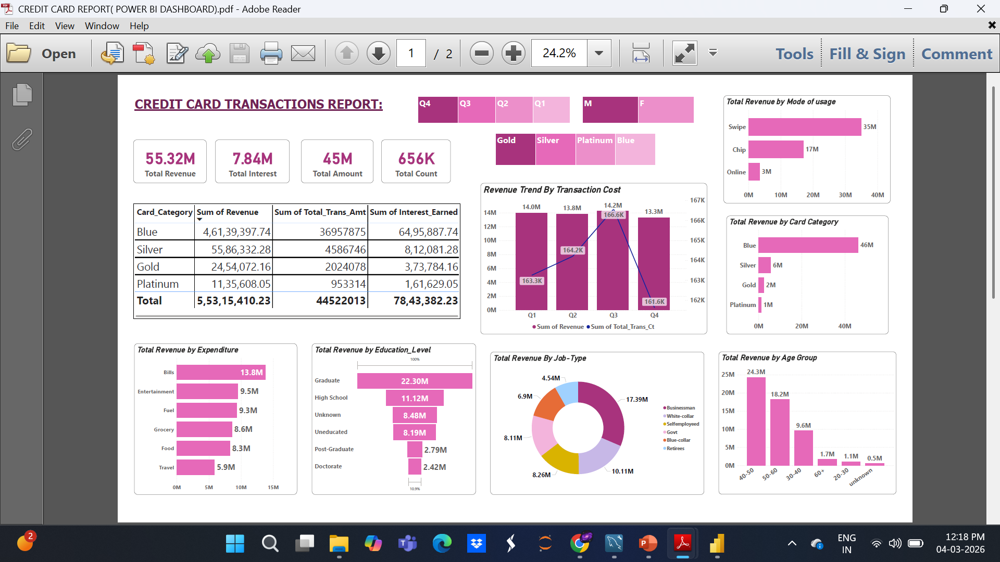 CREDIT CARD REPORT( POWER BI DASHBOARD).pdf - Adobe Reader
File Edit View Window Help
Open 1 / 2 24.2% Tools Fill & Sign Comment
CREDIT CARD TRANSACTIONS REPORT:
Q4 Q3 Q2 Q1
M F
Gold Silver Platinum Blue
55.32M
Total Revenue
7.84M
Total Interest
45M
Total Amount
656K
Total Count
Card_Category Sum of Revenue Sum of Total_Trans_Amt Sum of Interest_Earned
Blue 4,61,39,397.74 36957875 64,95,887.74
Silver 55,86,332.28 4586746 8,12,081.28
Gold 24,54,072.16 2024078 3,73,784.16
Platinum 11,35,608.05 953314 1,61,629.05
Total 5,53,15,410.23 44522013 78,43,382.23
Revenue Trend By Transaction Cost
14M
12M
10M
8M
6M
4M
2M
0M
14.0M 13.8M 14.2M 13.3M
163.3K 164.2K 166.6K 161.6K
167K
166K
165K
164K
163K
162K
Q1 Q2 Q3 Q4
Sum of Revenue Sum of Total_Trans_Ct
Total Revenue by Mode of usage
Swipe 35M
Chip 17M
Online 3M
0M 10M 20M 30M 40M
Total Revenue by Card Category
Blue 46M
Silver 6M
Gold 2M
Platinum 1M
0M 20M 40M
Total Revenue by Expenditure
Bills 13.8M
Entertainment 9.5M
Fuel 9.3M
Grocery 8.6M
Food 8.3M
Travel 5.9M
0M 5M 10M 15M
Total Revenue by Education_Level
100%
Graduate 22.30M
High School 11.12M
Unknown 8.48M
Uneducated 8.19M
Post-Graduate 2.79M
Doctorate 2.42M
10.9%
Total Revenue By Job-Type
4.54M
6.9M
17.39M
8.11M
8.26M
10.11M
Businessman
White-collar
Selfemployeed
Govt
Blue-collar
Retirees
Total Revenue by Age Group
25M
20M
15M
10M
5M
0M
24.3M 18.2M 9.6M 1.7M 1.1M 0.5M
40-50 50-60 30-40 60+ 20-30 unknown
2
ENG
IN
12:18 PM
04-03-2026